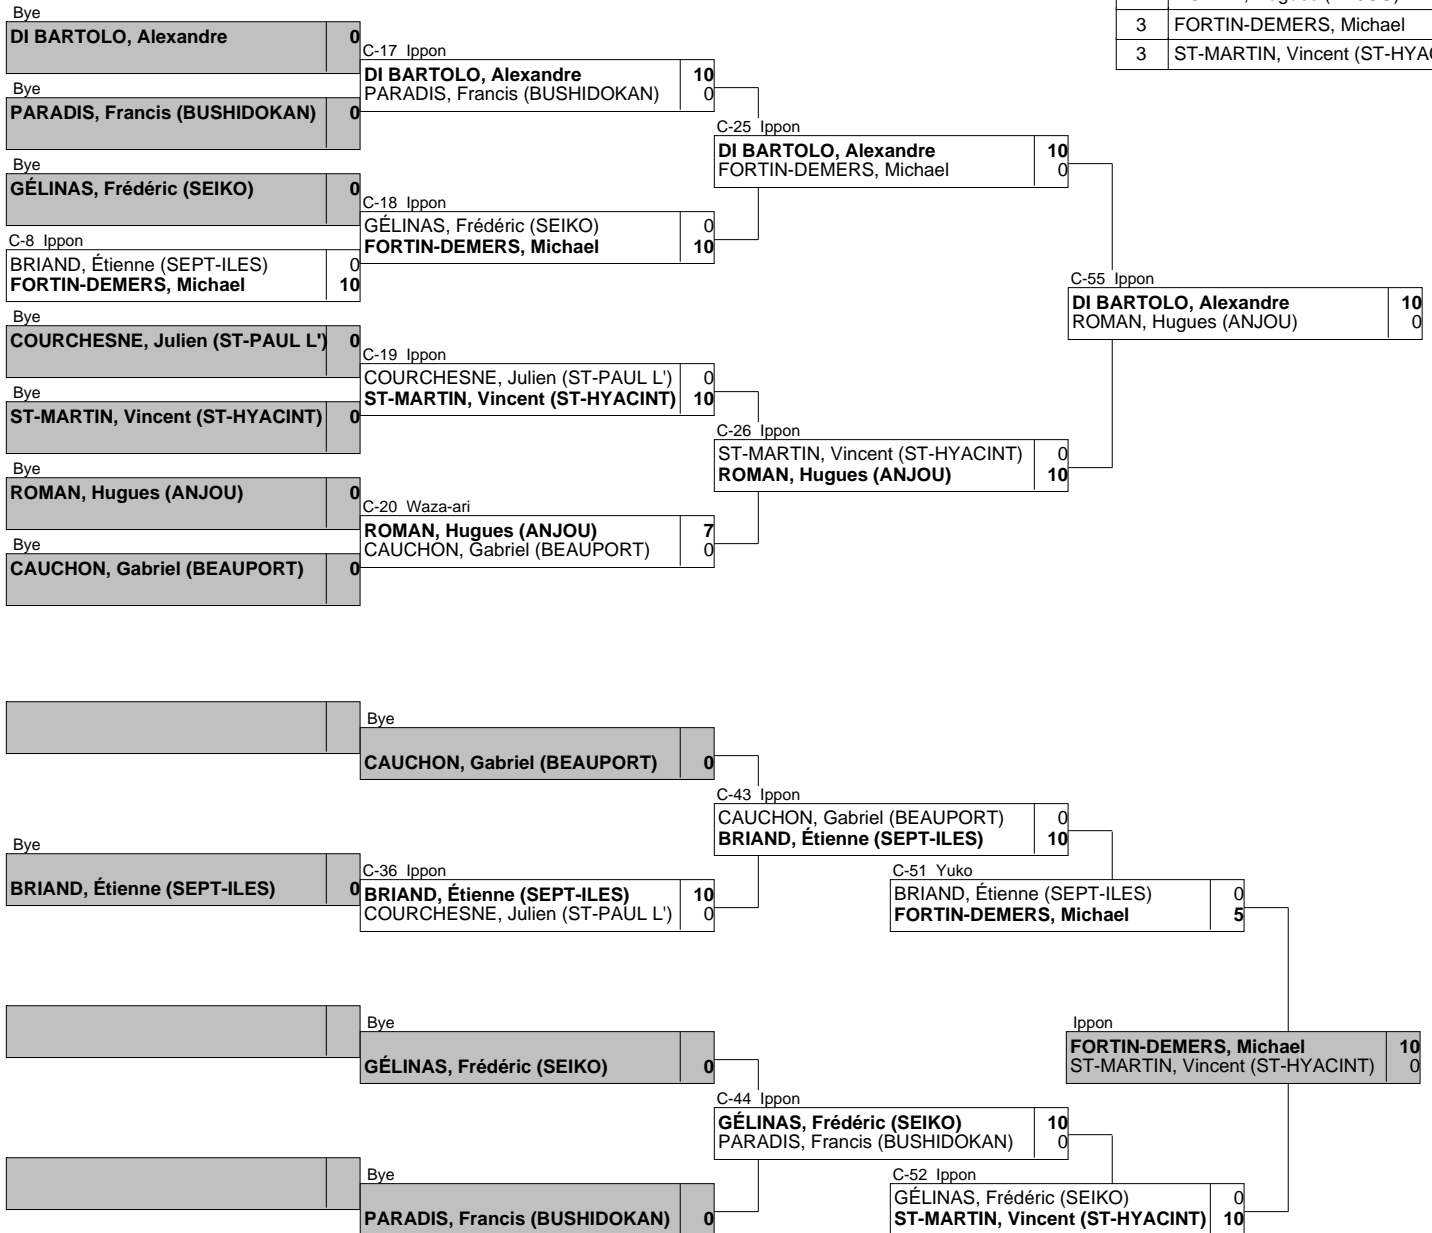 3 FORTIN-DEMERS, Michael
3 ST-MARTIN, Vincent
Bye
DI BARTOLO, Alexandre 0
Bye
PARADIS, Francis (BUSHIDOKAN) 0
Bye
GÉLINAS, Frédéric (SEIKO) 0
C-8 Ippon
BRIAND, Étienne (SEPT-ILES) 0
FORTIN-DEMERS, Michael 10
Bye
COURCHESNE, Julien (ST-PAUL L') 0
Bye
ST-MARTIN, Vincent (ST-HYACINT) 0
Bye
ROMAN, Hugues (ANJOU) 0
Bye
CAUCHON, Gabriel (BEAUPORT) 0
C-17 Ippon
DI BARTOLO, Alexandre 10
PARADIS, Francis (BUSHIDOKAN) 0
C-18 Ippon
GÉLINAS, Frédéric (SEIKO) 0
FORTIN-DEMERS, Michael 10
C-19 Ippon
COURCHESNE, Julien (ST-PAUL L') 0
ST-MARTIN, Vincent (ST-HYACINT) 10
C-20 Waza-ari
ROMAN, Hugues (ANJOU) 7
CAUCHON, Gabriel (BEAUPORT) 0
C-25 Ippon
DI BARTOLO, Alexandre 10
FORTIN-DEMERS, Michael 0
C-26 Ippon
ST-MARTIN, Vincent (ST-HYACINT) 0
ROMAN, Hugues (ANJOU) 10
C-55 Ippon
DI BARTOLO, Alexandre 10
ROMAN, Hugues (ANJOU) 0
Bye
BRIAND, Étienne (SEPT-ILES) 0
Bye
CAUCHON, Gabriel (BEAUPORT) 0
C-36 Ippon
BRIAND, Étienne (SEPT-ILES) 10
COURCHESNE, Julien (ST-PAUL L') 0
Bye
GÉLINAS, Frédéric (SEIKO) 0
Bye
PARADIS, Francis (BUSHIDOKAN) 0
C-43 Ippon
CAUCHON, Gabriel (BEAUPORT) 0
BRIAND, Étienne (SEPT-ILES) 10
C-44 Ippon
GÉLINAS, Frédéric (SEIKO) 10
PARADIS, Francis (BUSHIDOKAN) 0
C-51 Yuko
BRIAND, Étienne (SEPT-ILES) 0
FORTIN-DEMERS, Michael 5
C-52 Ippon
GÉLINAS, Frédéric (SEIKO) 0
ST-MARTIN, Vincent (ST-HYACINT) 10
Ippon
FORTIN-DEMERS, Michael 10
ST-MARTIN, Vincent (ST-HYACINT) 0